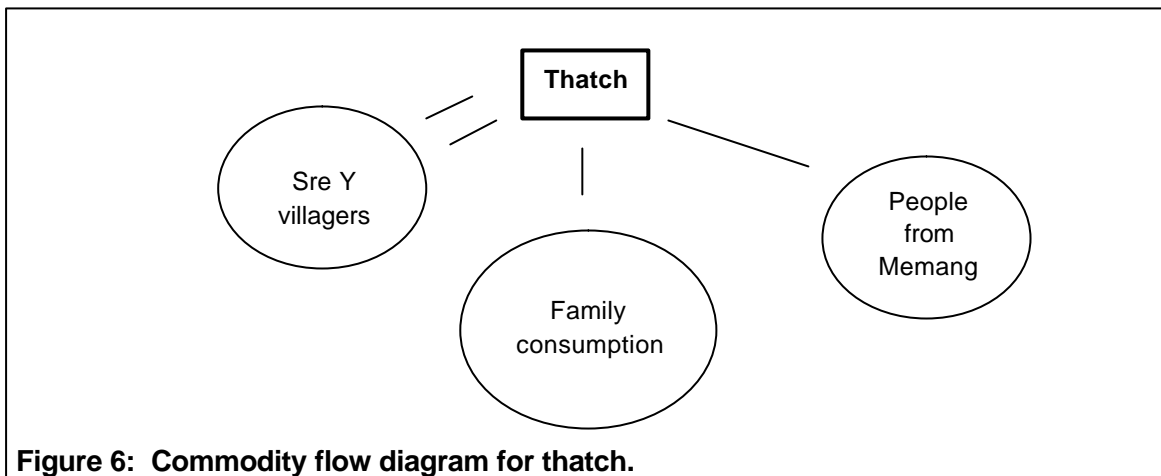 Thatch
Sre Y
villagers
People
from
Memang
Family
consumption
Figure 6:  Commodity flow diagram for thatch.